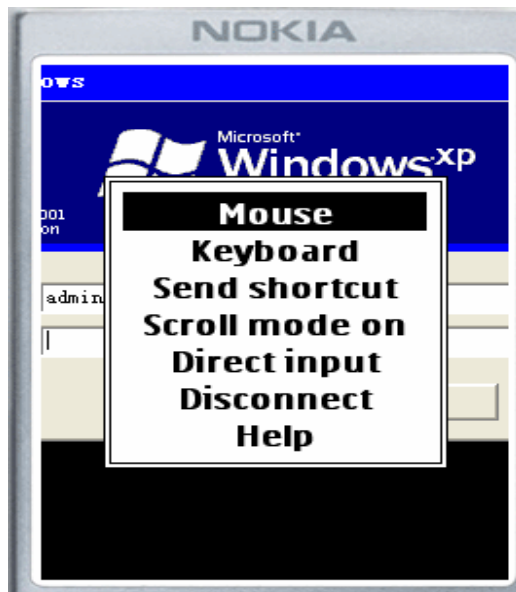 NOKIA
ows
Microsoft
Windows xp
001
on
Mouse
Keyboard
admin
Send shortcut
Scroll mode on
Direct input
Disconnect
Help